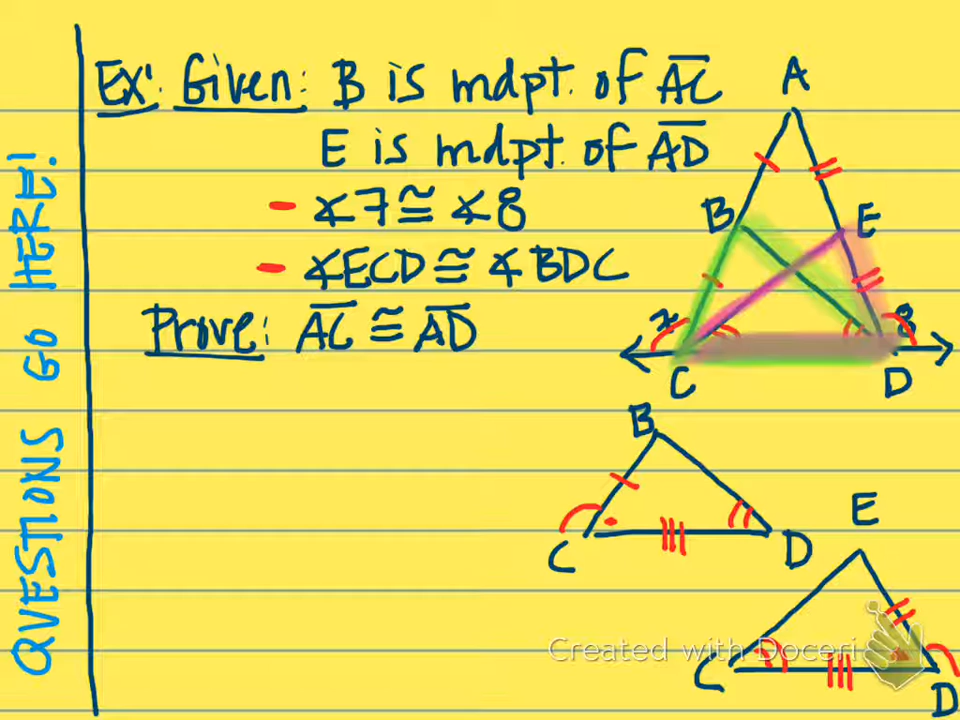 Ex: Given: B is mdpt. of AC
E is mdpt. of AD
- ∡7 ≅ ∡8
- ∡ECD ≅ ∡BDC
Prove: AC ≅ AD
QUESTIONS GO HERE!
A
B
E
7
8
C
D
B
C
D
E
Created with Doceri
C
D